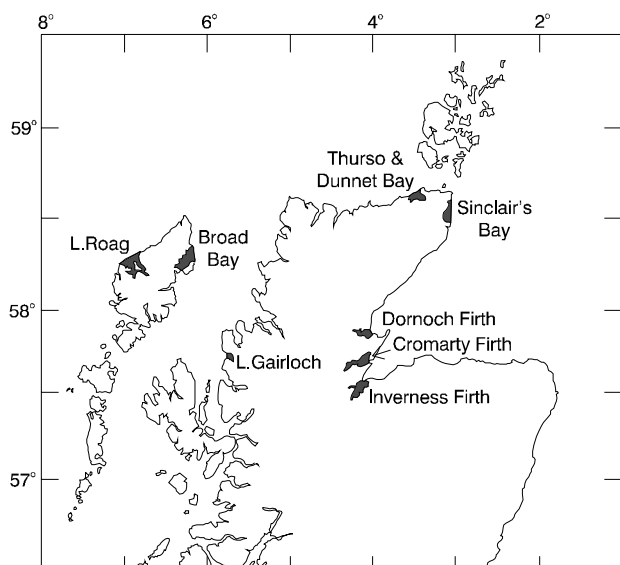 8°
6°
4°
2°
59°
Thurso &
Dunnet Bay
Sinclair's
Bay
L.Roag
Broad
Bay
58°
Dornoch Firth
Cromarty Firth
L.Gairloch
Inverness Firth
57°